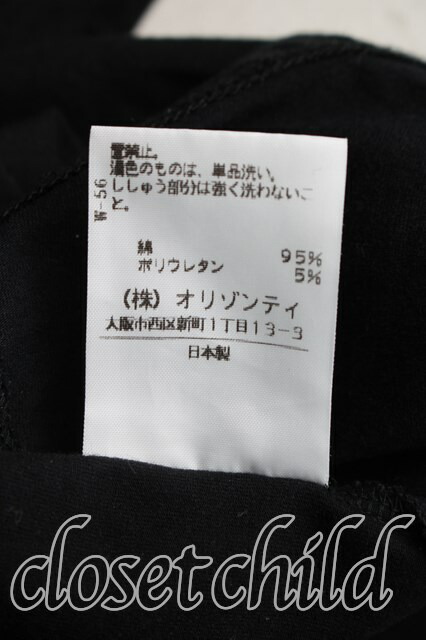 置禁止。
濃色のものは、単品洗い。
ししゅう部分は強く洗わないこ
と。
W-56
綿 95%
ポリウレタン 5%
(株) オリゾンティ
大阪市西区新町1丁目13-3
日本製
closet child